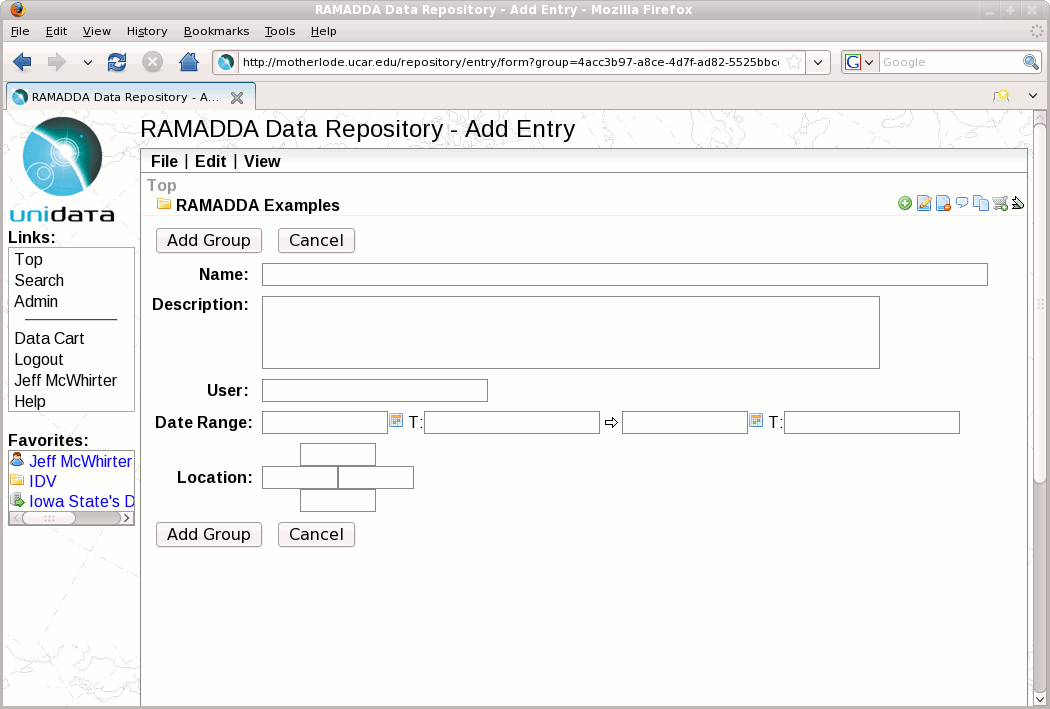 RAMADDA Data Repository - Add Entry - Mozilla Firefox
File Edit View History Bookmarks Tools Help
http://motherlode.ucar.edu/repository/entry/form?group=4acc3b97-a8ce-4d7f-ad82-5525bbc
G Google
RAMADDA Data Repository - A...
unidata
Links:
Top
Search
Admin
Data Cart
Logout
Jeff McWhirter
Help
Favorites:
Jeff McWhirter
IDV
Iowa State's D
RAMADDA Data Repository - Add Entry
File | Edit | View
Top
RAMADDA Examples
Add Group Cancel
Name:
Description:
User:
Date Range: T: ⇨ T:
Location:
Add Group Cancel